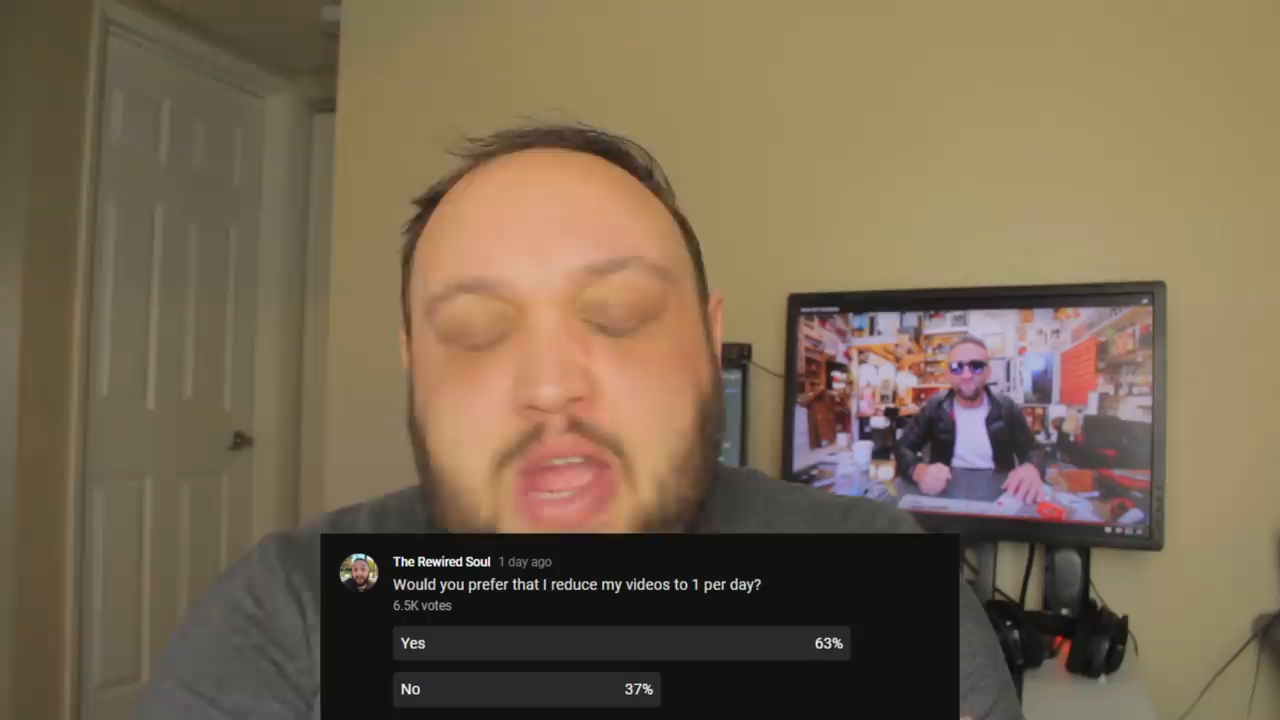 The Rewired Soul 1 day ago
Would you prefer that I reduce my videos to 1 per day?
6.5K votes
Yes 63%
No 37%